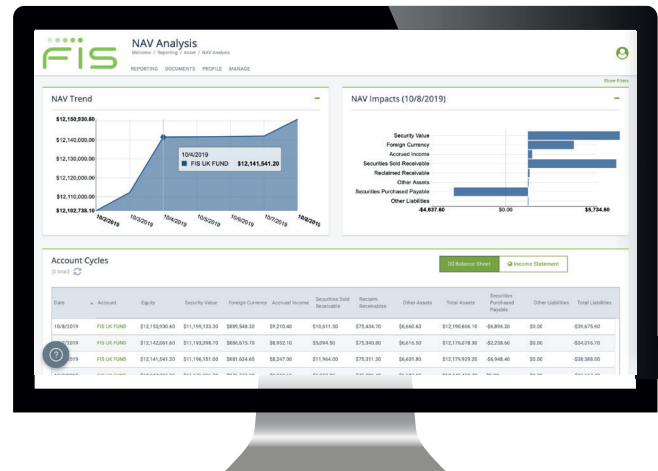 FIS
NAV Analysis
Welcome / Reporting / Asset / NAV Analysis
REPORTING DOCUMENTS PROFILE MANAGE
Show filters
NAV Trend
$12,150,930.60
$12,140,000.00
$12,130,000.00
$12,120,000.00
$12,110,000.00
$12,102,738.10
10/4/2019
FIS UK FUND $12,141,541.20
10/2/2019 10/3/2019 10/4/2019 10/5/2019 10/6/2019 10/7/2019 10/8/2019
NAV Impacts (10/8/2019)
Security Value
Foreign Currency
Accrued Income
Securities Sold Receivable
Reclaimed Receivable
Other Assets
Securities Purchased Payable
Other Liabilities
-$4,637.60 $0.00 $5,734.60
Account Cycles
Balance Sheet Income Statement
Date Account Equity Security Value Foreign Currency Accrued Income Securities Sold Receivable Reclaim Receivables Other Assets Total Assets Securities Purchased Payable Other Liabilities Total Liabilities
10/8/2019 FIS UK FUND $12,150,930.60 $11,199,133.30 $889,548.30 $9,210.40 $10,611.50 $75,434.70 $6,660.60 $12,190,606.10 -$6,896.20 $0.00 -$39,675.60
FIS UK FUND $12,142,061.60 $11,193,398.70 $886,675.70 $8,952.10 $5,094.50 $75,343.80 $6,616.50 $12,176,078.30 -$2,258.60 $0.00 -$34,016.70
?
FIS UK FUND $12,141,541.20 $11,196,151.60 $881,634.60 $8,347.00 $11,964.00 $75,311.30 $6,601.80 $12,179,929.20 -$6,948.40 $0.00 -$38,388.00